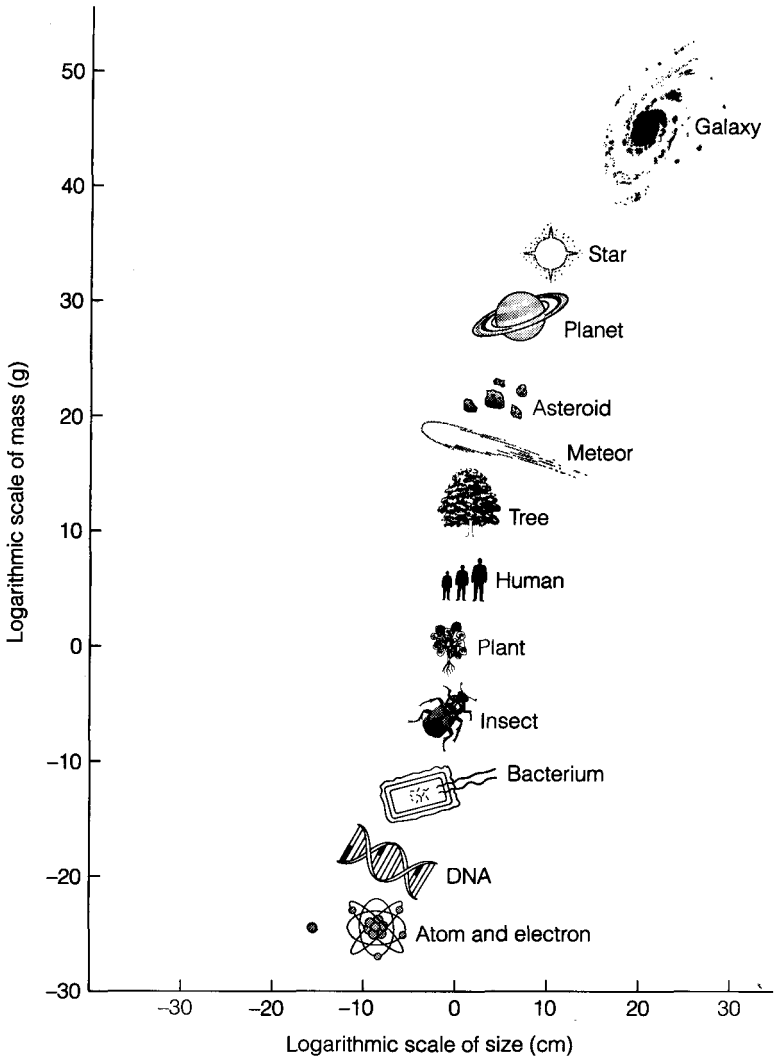 Logarithmic scale of mass (g)
50
40
30
20
10
0
−10
−20
−30
Galaxy
Star
Planet
Asteroid
Meteor
Tree
Human
Plant
Insect
Bacterium
DNA
Atom and electron
−30
−20
−10
0
10
20
30
Logarithmic scale of size (cm)